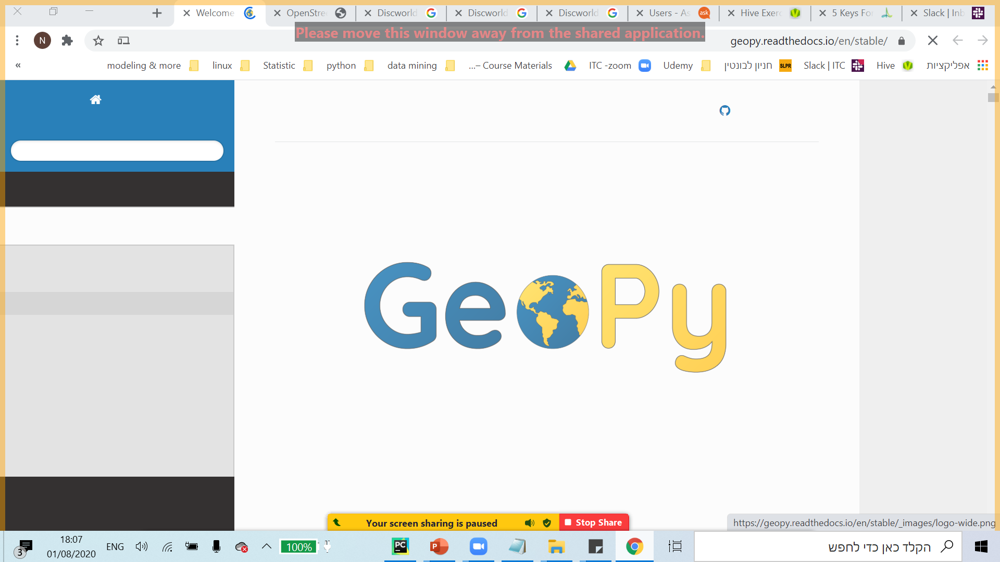 Welcome
OpenStre
Discworld
Discworld
Discworld
Users - As
ask
Hive Exerc
5 Keys For
Slack | Inb
Please move this window away from the shared application.
N
geopy.readthedocs.io/en/stable/
«
modeling & more
linux
Statistic
python
data mining
...– Course Materials
ITC -zoom
Udemy
חניון לבונטין
SLPR
Slack | ITC
Hive
אפליקציות
GeoPy
Your screen sharing is paused
Stop Share
https://geopy.readthedocs.io/en/stable/_images/logo-wide.png
3
18:07
01/08/2020
ENG
100%
PC
P
הקלד כאן כדי לחפש